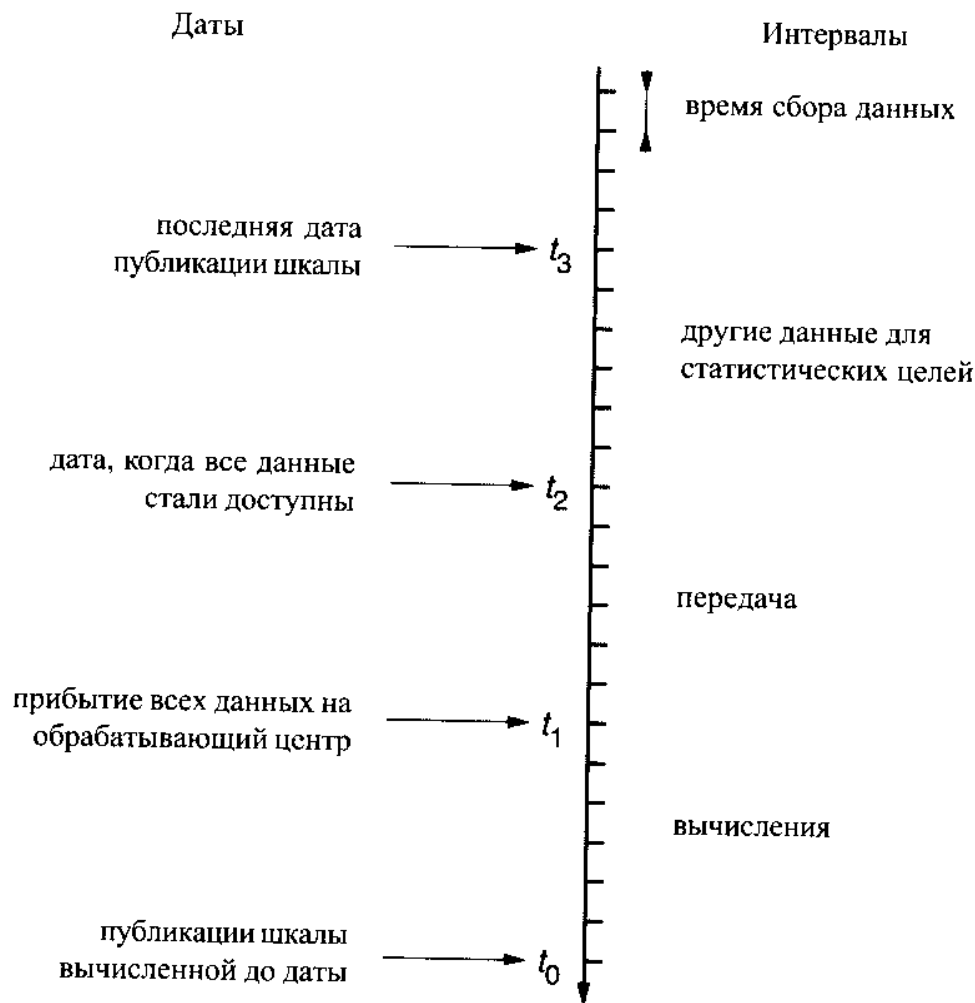 Даты
Интервалы
время сбора данных
последняя дата
публикации шкалы
t3
другие данные для
статистических целей
дата, когда все данные
стали доступны
t2
передача
прибытие всех данных на
обрабатывающий центр
t1
вычисления
публикации шкалы
вычисленной до даты
t0